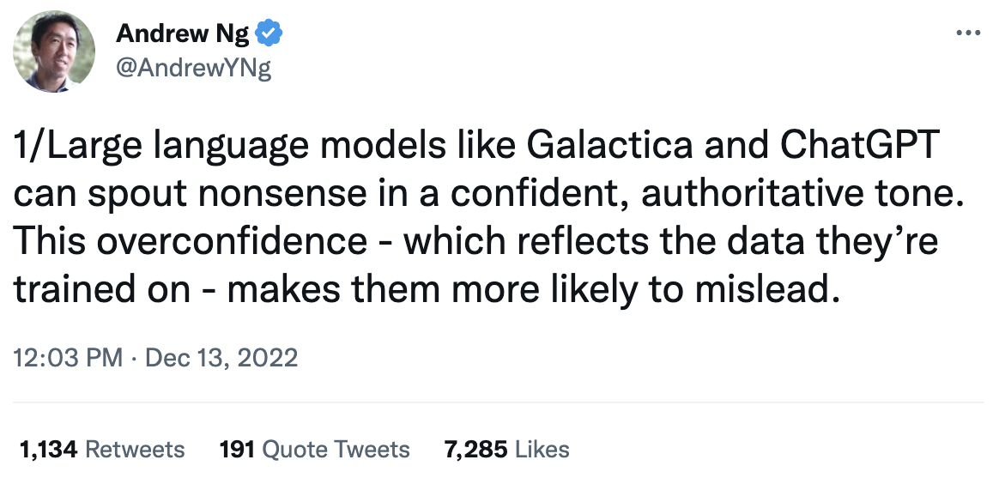 Andrew Ng
@AndrewYNg
1/Large language models like Galactica and ChatGPT
can spout nonsense in a confident, authoritative tone.
This overconfidence - which reflects the data they’re
trained on - makes them more likely to mislead.
12:03 PM · Dec 13, 2022
1,134 Retweets 191 Quote Tweets 7,285 Likes